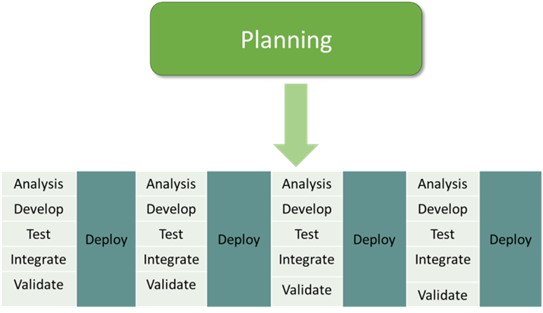 Planning
Analysis
Develop
Test
Integrate
Validate
Deploy
Analysis
Develop
Test
Integrate
Validate
Deploy
Analysis
Develop
Test
Integrate
Validate
Deploy
Analysis
Develop
Test
Integrate
Validate
Deploy